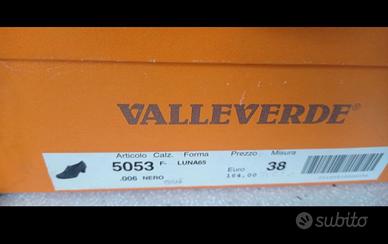 VALLEVERDE®
Articolo Calz. Forma Prezzo Misura
5053 F- LUNA65 Euro 38
.006 NERO 164.00
subito